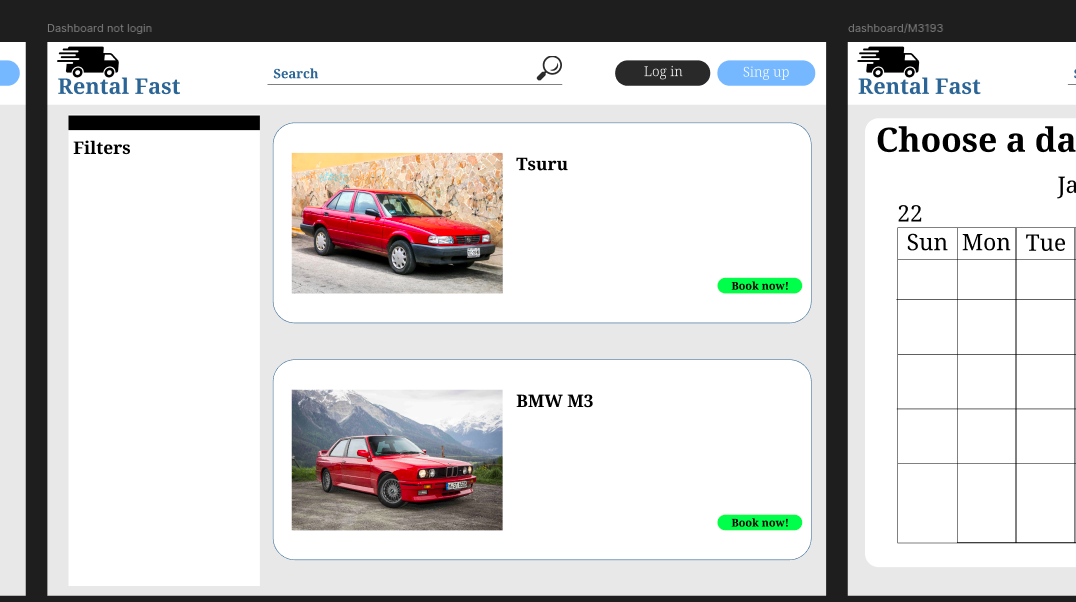 Dashboard not login
dashboard/M3193
Rental Fast
Search
Log in
Sing up
Filters
Tsuru
Book now!
BMW M3
Book now!
Rental Fast
Choose a da
Ja
22
Sun Mon Tue